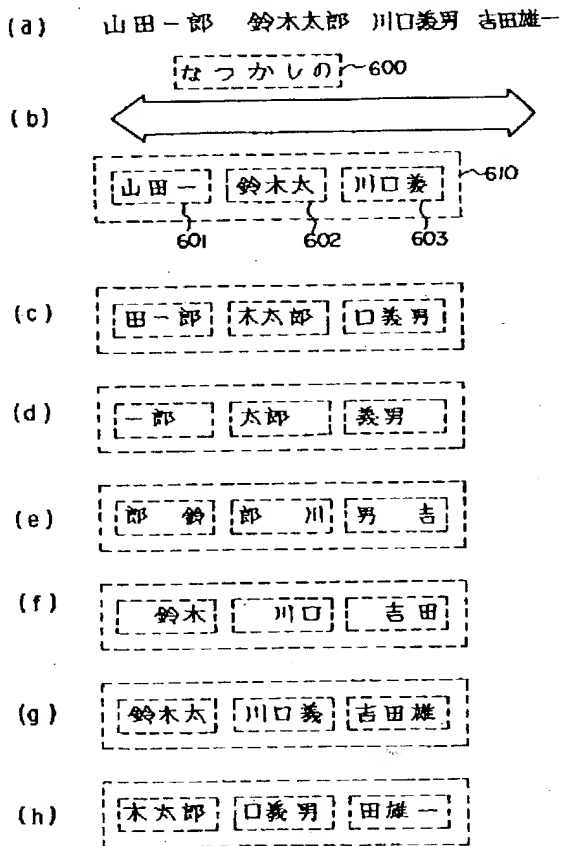 (a) 山田一郎 鈴木太郎 川口義男 吉田雄一
なつかしの 600
(b)
山田一 鈴木太 川口義 610
601 602 603
(c) 田一郎 木太郎 口義男
(d) 一郎 太郎 義男
(e) 郎 鈴 郎 川 男 吉
(f) 鈴木 川口 吉田
(g) 鈴木太 川口義 吉田雄
(h) 木太郎 口義男 田雄一